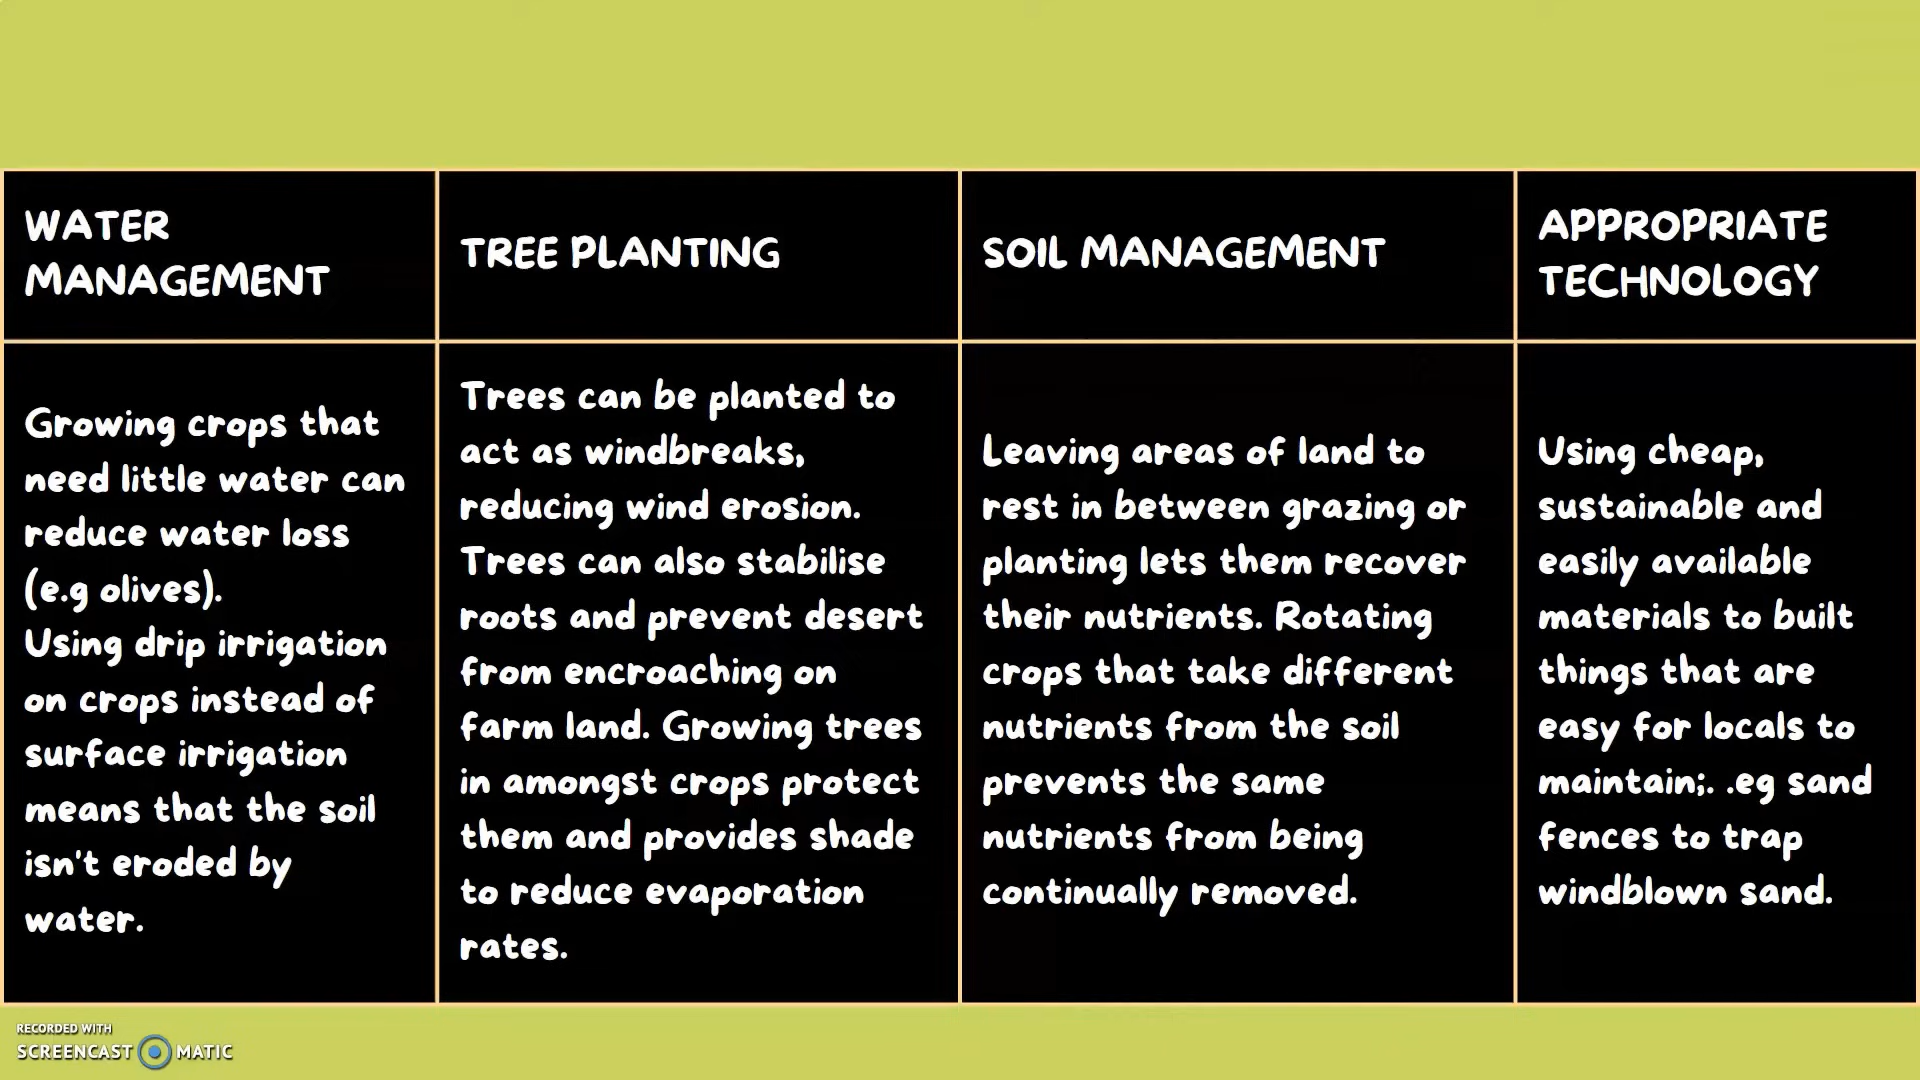 WATER
MANAGEMENT
TREE PLANTING
SOIL MANAGEMENT
APPROPRIATE
TECHNOLOGY
Growing crops that
need little water can
reduce water loss
(e.g olives).
Using drip irrigation
on crops instead of
surface irrigation
means that the soil
isn't eroded by
water.
Trees can be planted to
act as windbreaks,
reducing wind erosion.
Trees can also stabilise
roots and prevent desert
from encroaching on
farm land. Growing trees
in amongst crops protect
them and provides shade
to reduce evaporation
rates.
Leaving areas of land to
rest in between grazing or
planting lets them recover
their nutrients. Rotating
crops that take different
nutrients from the soil
prevents the same
nutrients from being
continually removed.
Using cheap,
sustainable and
easily available
materials to built
things that are
easy for locals to
maintain;. .eg sand
fences to trap
windblown sand.
RECORDED WITH
SCREENCAST MATIC